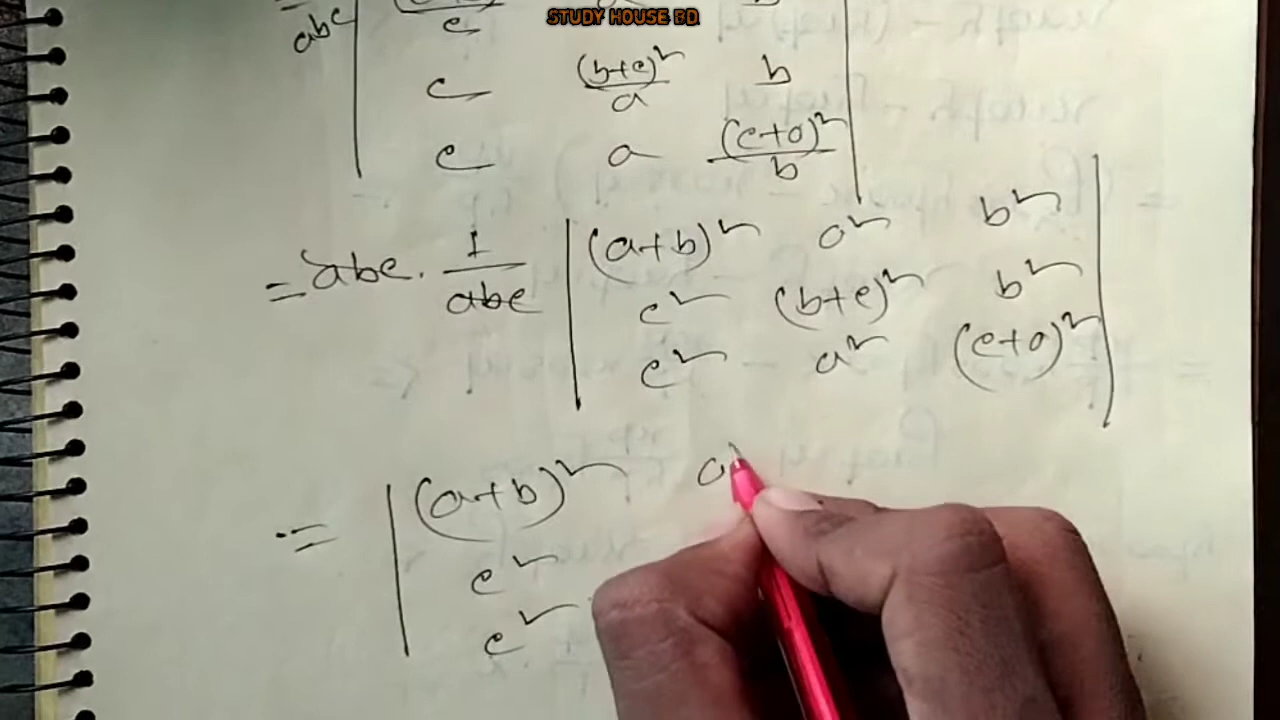 STUDY HOUSE BD
abc | c a b |
c (b+c)²/a b
c a (c+a)²/b
= abc. 1/abc | (a+b)² a² b² |
c² (b+c)² b²
c² a² (c+a)²
= | (a+b)² a
c²
c²